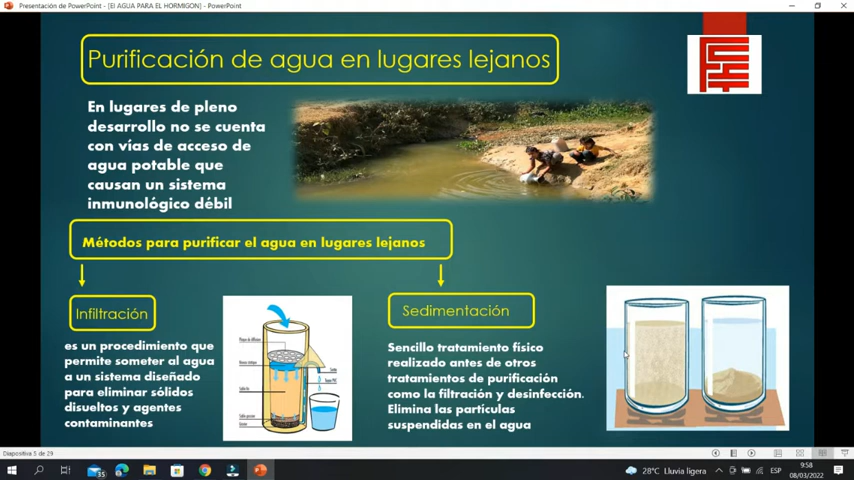 Presentación de PowerPoint - [El AGUA PARA EL HORMIGON] - PowerPoint
Purificación de agua en lugares lejanos
En lugares de pleno
desarrollo no se cuenta
con vías de acceso de
agua potable que
causan un sistema
inmunológico débil
Métodos para purificar el agua en lugares lejanos
Infiltración
es un procedimiento que
permite someter al agua
a un sistema diseñado
para eliminar sólidos
disueltos y agentes
contaminantes
Sedimentación
Sencillo tratamiento físico
realizado antes de otros
tratamientos de purificación
como la filtración y desinfección.
Elimina las partículas
suspendidas en el agua
Diapositiva 5 de 29
35
28°C Lluvia ligera
ESP
9:58
08/03/2022